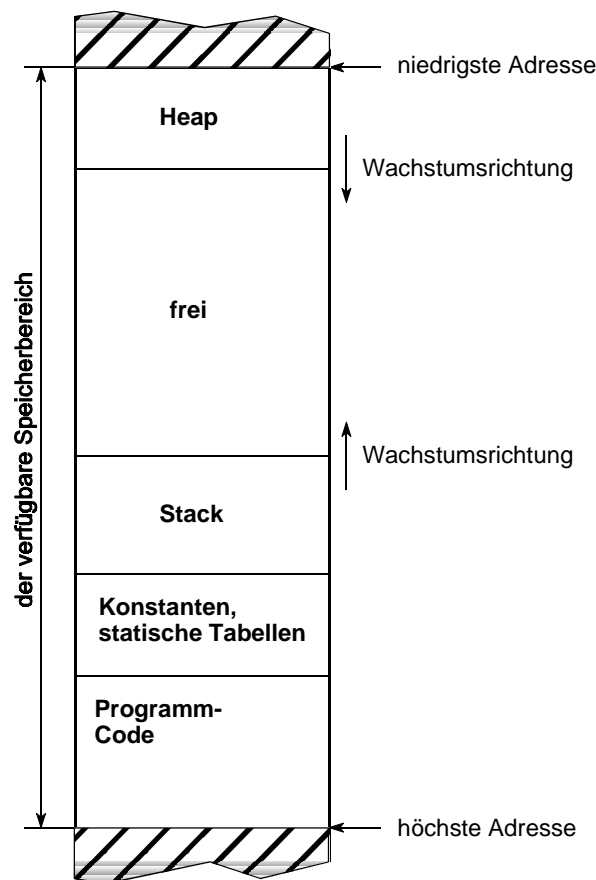 niedrigste Adresse
Heap
Wachstumsrichtung
frei
der verfügbare Speicherbereich
Wachstumsrichtung
Stack
Konstanten,
statische Tabellen
Programm-
Code
höchste Adresse